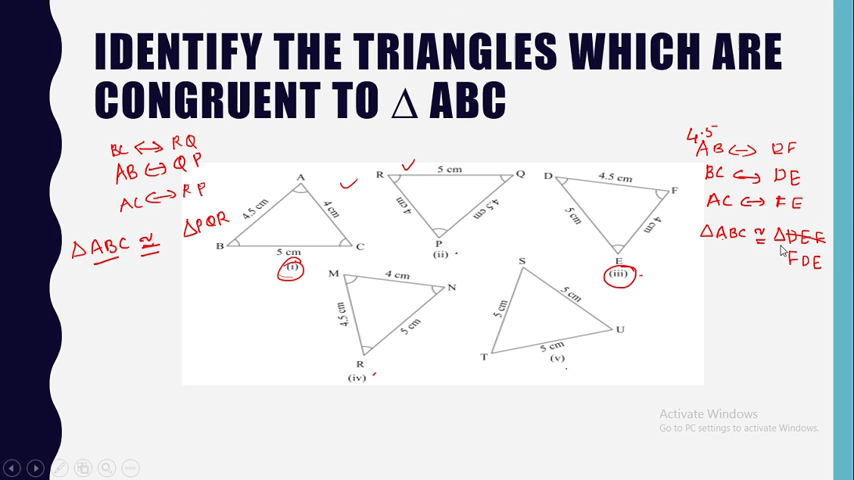 IDENTIFY THE TRIANGLES WHICH ARE
CONGRUENT TO Δ ABC
BC ↔ RQ
AB ↔ QP
AC ↔ RP
Δ ABC ≅ ΔPQR
4.5
AB ↔ DF
BC ↔ DE
AC ↔ FE
Δ ABC ≅ Δ DEF
FDE
A
4.5 cm
4 cm
B
C
5 cm
(i)
R
5 cm
Q
4 cm
4.5 cm
P
(ii)
D
4.5 cm
F
5 cm
4 cm
E
(iii)
M
4 cm
N
4.5 cm
5 cm
R
(iv)
S
5 cm
5 cm
U
T
5 cm
(v)
Activate Windows
Go to PC settings to activate Windows.